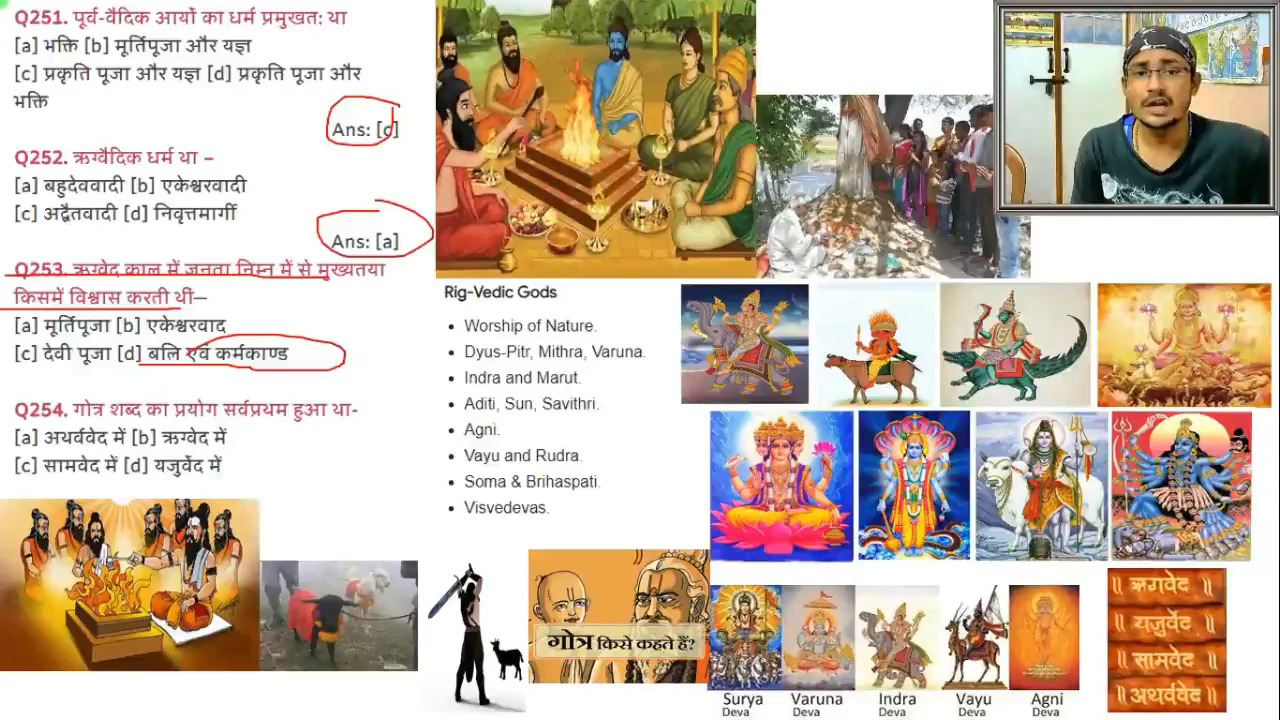 Q251. पूर्व-वैदिक आर्यों का धर्म प्रमुखत: था
[a] भक्ति [b] मूर्तिपूजा और यज्ञ
[c] प्रकृति पूजा और यज्ञ [d] प्रकृति पूजा और
भक्ति
Ans: [c]
Q252. ऋग्वैदिक धर्म था –
[a] बहुदेववादी [b] एकेश्वरवादी
[c] अद्वैतवादी [d] निवृत्तमार्गी
Ans: [a]
Q253. ऋग्वेद काल में जनता निम्न में से मुख्यतया
किसमें विश्वास करती थीं—
[a] मूर्तिपूजा [b] एकेश्वरवाद
[c] देवी पूजा [d] बलि एवं कर्मकाण्ड
Q254. गोत्र शब्द का प्रयोग सर्वप्रथम हुआ था-
[a] अथर्ववेद में [b] ऋग्वेद में
[c] सामवेद में [d] यजुर्वेद में
Rig-Vedic Gods
• Worship of Nature.
• Dyus-Pitr, Mithra, Varuna.
• Indra and Marut.
• Aditi, Sun, Savithri.
• Agni.
• Vayu and Rudra.
• Soma & Brihaspati.
• Visvedevas.
गोत्र किसे कहते हैं?
Surya Deva
Varuna Deva
Indra Deva
Vayu Deva
Agni Deva
॥ ऋगवेद ॥
॥ यजुर्वेद ॥
॥ सामवेद ॥
॥ अथर्ववेद ॥